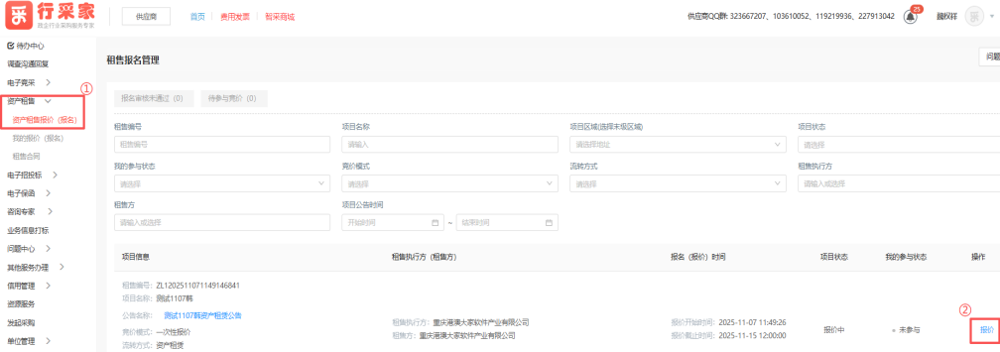 采 行采家
政企行业采购服务专家
供应商
首页
费用发票
暂采商城
供应商QQ群: 323667207、103610052、119219936、227913042
25
魏权祥
待办中心
调查沟通回复
电子竞采
资产租售
①
资产租售报价（报名）
我的报价（报名）
租售合同
电子招投标
电子保函
咨询专家
业务信息打标
问题中心
其他服务办理
信用管理
资源服务
发起采购
单位管理
租售报名管理
问题
报名审核未通过（0）
待参与竞价（0）
租售编号
项目名称
项目区域(选择末级区域)
项目状态
租售编号
请输入
请选择地址
请选择
我的参与状态
竞价模式
流转方式
租售执行方
请选择
请选择
请选择
请输入或选择
租售方
项目公告时间
请输入或选择
开始时间 ~ 结束时间
项目信息
租售执行方（租售方）
报名（报价）时间
项目状态
我的参与状态
操作
租售编号：ZL1202511071149146841
项目名称：测试1107韩
公告名称：测试1107韩资产租赁公告
竞价模式：一次性报价
流转方式：资产租赁
租售执行方：重庆港澳大家软件产业有限公司
租售方：重庆港澳大家软件产业有限公司
报价开始时间：2025-11-07 11:49:26
报价截止时间：2025-11-15 12:00:00
报价中
未参与
②
报价